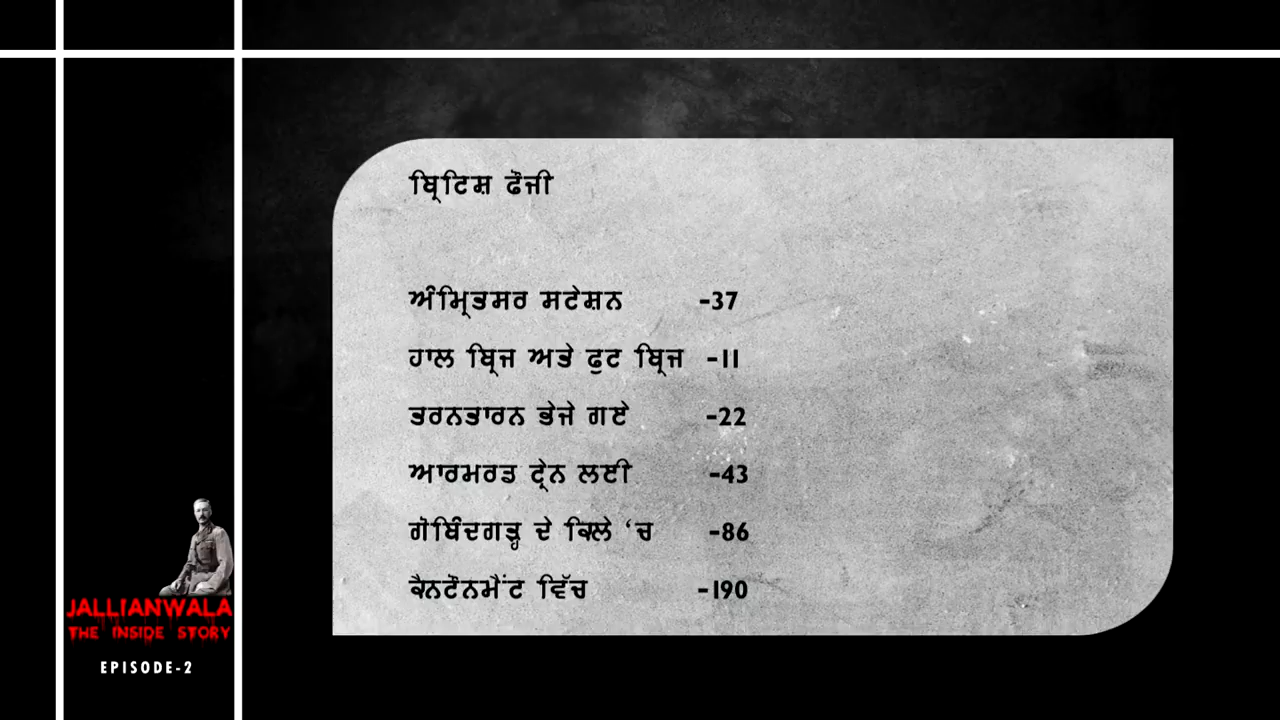 ਬ੍ਰਿਟਿਸ਼ ਫੌਜੀ
ਅੰਮ੍ਰਿਤਸਰ ਸਟੇਸ਼ਨ -37
ਹਾਲ ਬ੍ਰਿਜ ਅਤੇ ਫੁਟ ਬ੍ਰਿਜ -11
ਤਰਨਤਾਰਨ ਭੇਜੇ ਗਏ -22
ਆਰਮਰਡ ਟ੍ਰੇਨ ਲਈ -43
ਗੋਬਿੰਦਗੜ੍ਹ ਦੇ ਕਿਲੇ ‘ਚ -86
ਕੈਨਟੌਨਮੈਂਟ ਵਿੱਚ -190
JALLIANWALA
THE INSIDE STORY
EPISODE-2